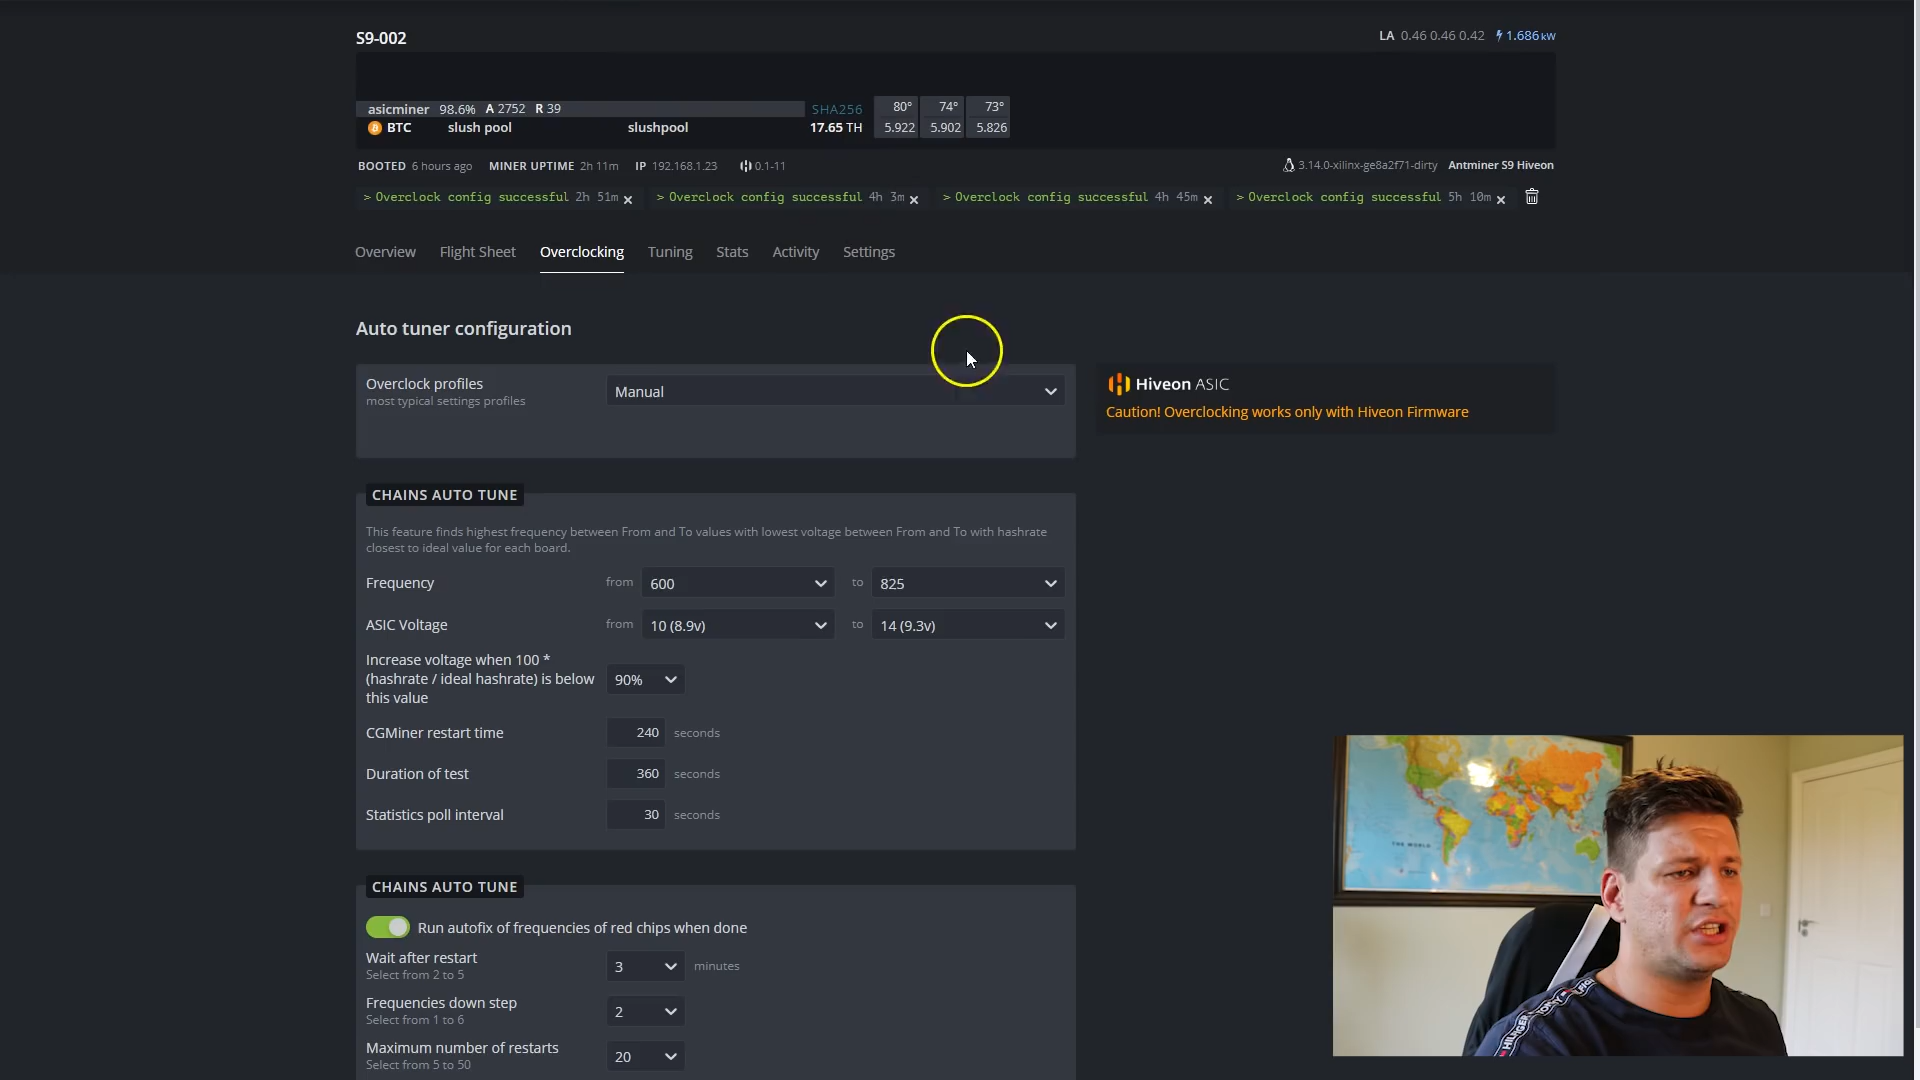 S9-002
LA 0.46 0.46 0.42 1.686 kW
asicminer 98.6% A 2752 R 39 SHA256 80° 74° 73°
BTC slush pool slushpool 17.65 TH 5.922 5.902 5.826
BOOTED 6 hours ago MINER UPTIME 2h 11m IP 192.168.1.23 0.1-11 3.14.0-xilinx-ge8a2f71-dirty Antminer S9 Hiveon
> Overclock config successful 2h 51m × > Overclock config successful 4h 3m × > Overclock config successful 4h 45m × > Overclock config successful 5h 10m ×
Overview Flight Sheet Overclocking Tuning Stats Activity Settings
Auto tuner configuration
Overclock profiles
most typical settings profiles
Manual
Hiveon ASIC
Caution! Overclocking works only with Hiveon Firmware
CHAINS AUTO TUNE
This feature finds highest frequency between From and To values with lowest voltage between From and To with hashrate
closest to ideal value for each board.
Frequency from 600 to 825
ASIC Voltage from 10 (8.9v) to 14 (9.3v)
Increase voltage when 100 *
(hashrate / ideal hashrate) is below
this value
90%
CGMiner restart time 240 seconds
Duration of test 360 seconds
Statistics poll interval 30 seconds
CHAINS AUTO TUNE
Run autofix of frequencies of red chips when done
Wait after restart
Select from 2 to 5
3 minutes
Frequencies down step
Select from 1 to 6
2
Maximum number of restarts
Select from 5 to 50
20
THE WORLD